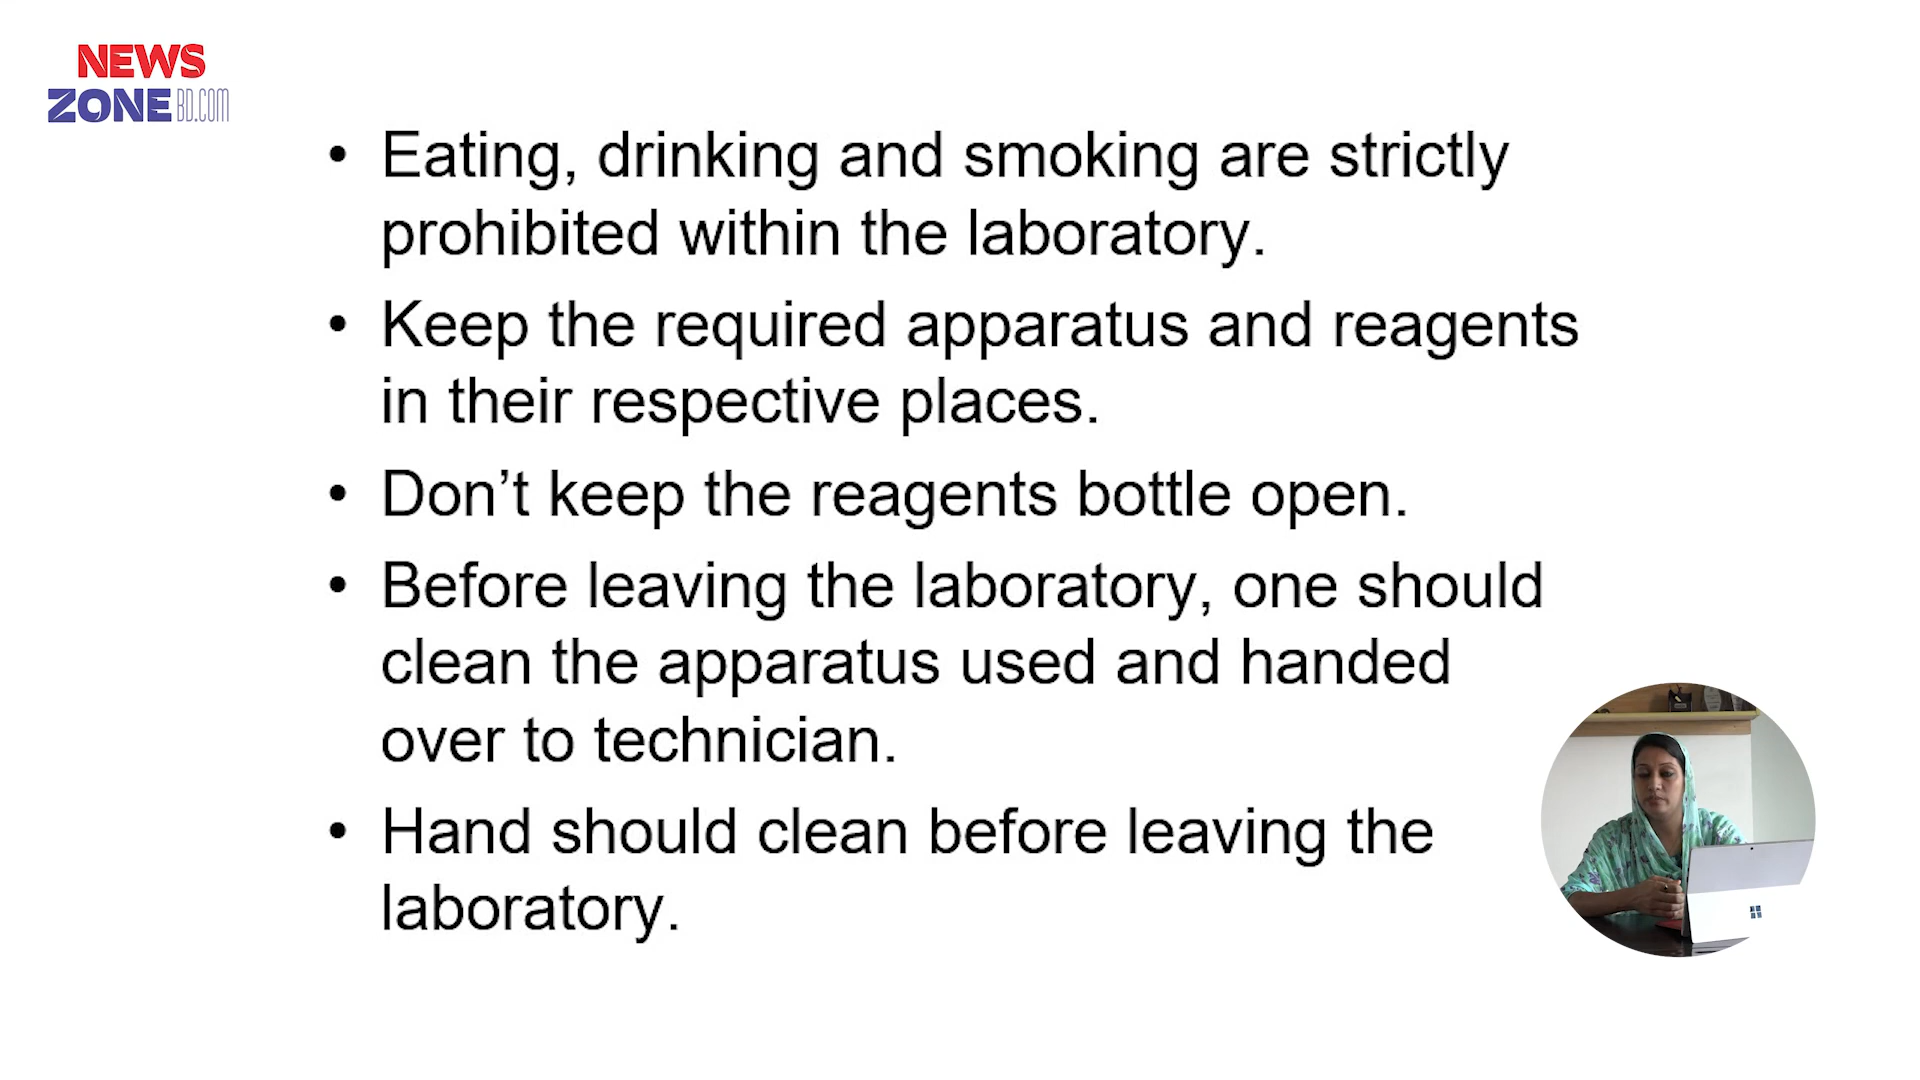 NEWS
ZONE BD.COM
• Eating, drinking and smoking are strictly
prohibited within the laboratory.
• Keep the required apparatus and reagents
in their respective places.
• Don’t keep the reagents bottle open.
• Before leaving the laboratory, one should
clean the apparatus used and handed
over to technician.
• Hand should clean before leaving the
laboratory.